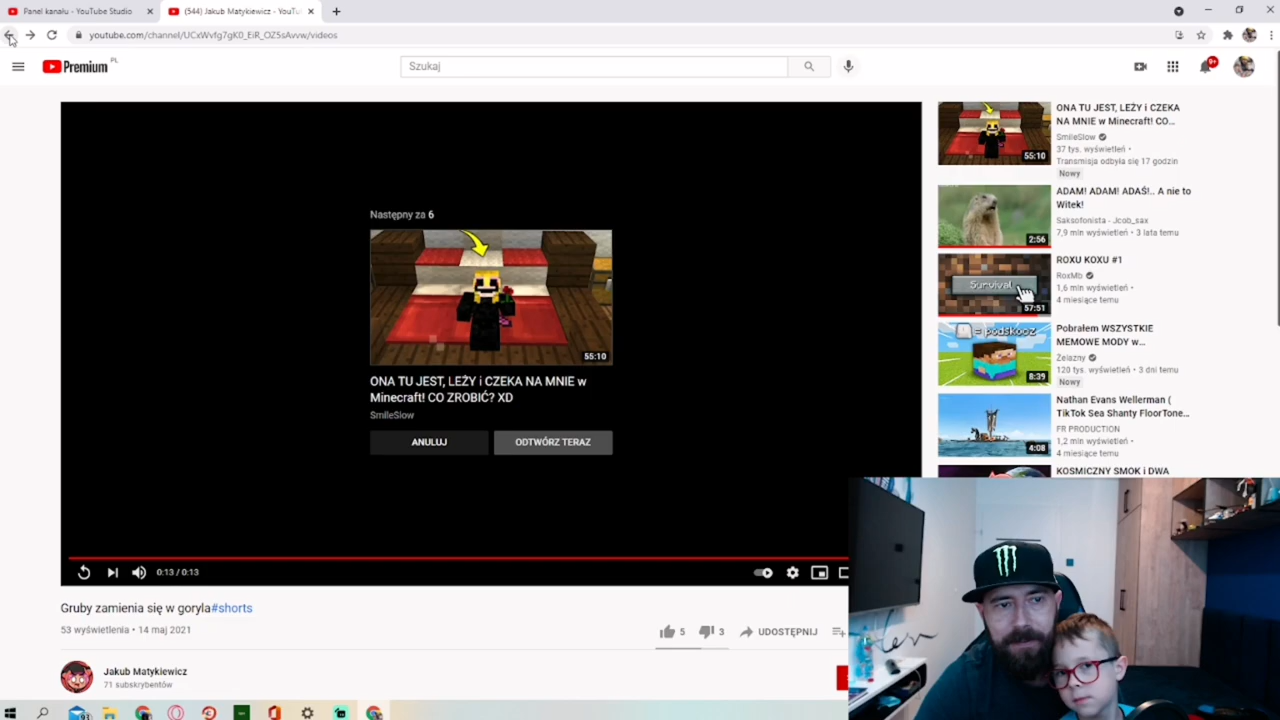 Panel kanału - YouTube Studio
(544) Jakub Matykiewicz - YouTu
youtube.com/channel/UCxWvfg7gK0_EiR_OZ5sAvvw/videos
Premium PL
Szukaj
9+
Następny za 6
55:10
ONA TU JEST, LEŻY i CZEKA NA MNIE w
Minecraft! CO ZROBIĆ? XD
SmileSlow
ANULUJ
ODTWÓRZ TERAZ
0:13 / 0:13
Gruby zamienia się w goryla#shorts
53 wyświetlenia • 14 maj 2021
5
3
UDOSTĘPNIJ
Jakub Matykiewicz
71 subskrybentów
55:10
ONA TU JEST, LEŻY i CZEKA
NA MNIE w Minecraft! CO...
SmileSlow
37 tys. wyświetleń •
Transmisja odbyła się 17 godzin
Nowy
2:56
ADAM! ADAM! ADAŚ!.. A nie to
Witek!
Saksofonista - Jcob_sax
7,9 mln wyświetleń • 3 lata temu
Survival
57:51
ROXU KOXU #1
RoxMb
1,6 mln wyświetleń •
4 miesiące temu
= podskocz
8:39
Pobrałem WSZYSTKIE
MEMOWE MODY w...
Żelazny
120 tys. wyświetleń • 3 dni temu
Nowy
4:08
Nathan Evans Wellerman (
TikTok Sea Shanty FloorTone...
FR PRODUCTION
1,2 mln wyświetleń •
4 miesiące temu
KOSMICZNY SMOK i DWA